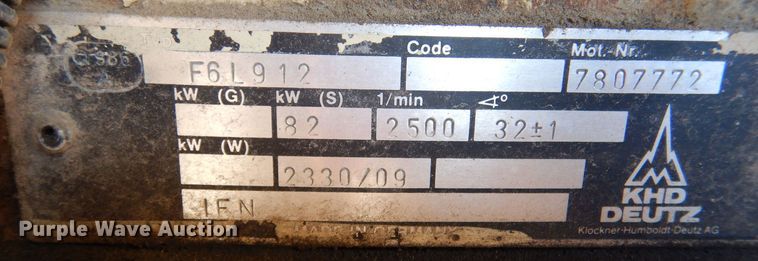 Code Mot.-Nr.
F6L912 7807772
kW (G) kW (S) 1/min ∢°
82 2500 32±1
kW (W)
2330/09
IFN
KHD
DEUTZ
Klöckner-Humboldt-Deutz AG
Purple Wave Auction